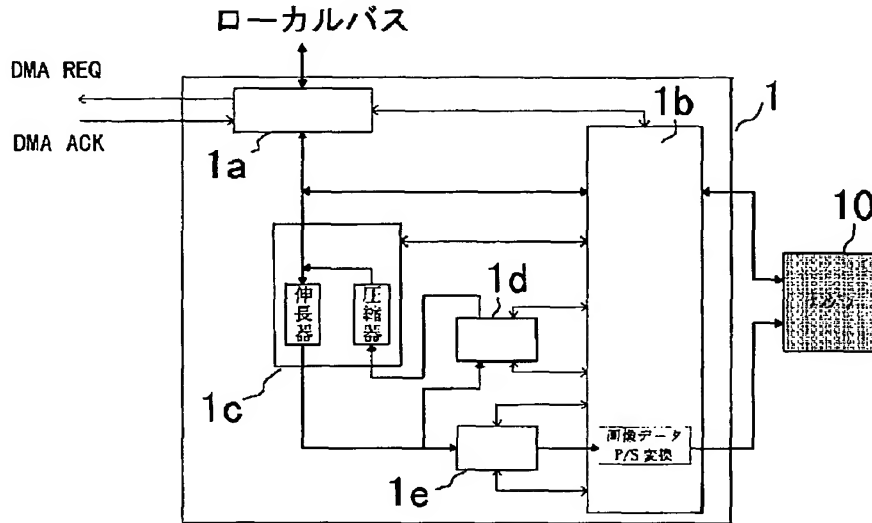 ローカルバス
DMA REQ
DMA ACK
1a
1b
1
10
伸長器
圧縮器
1d
1c
1e
画像データ
P/S 変換